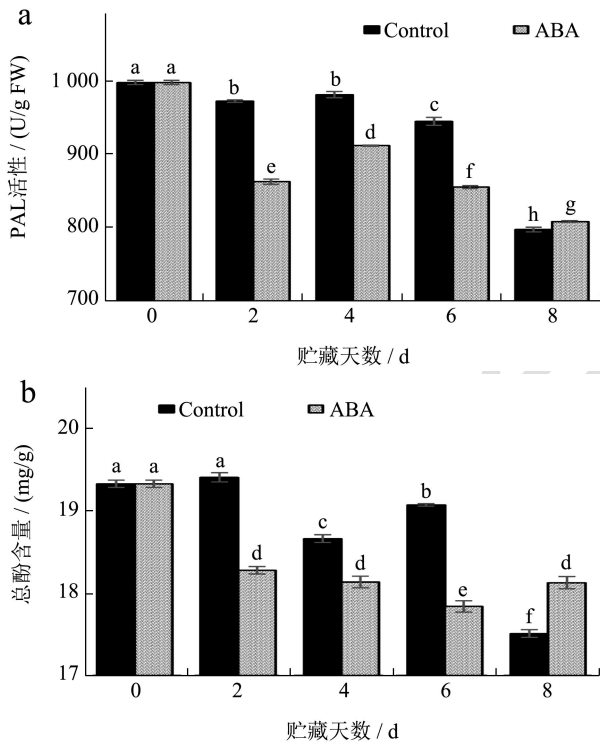 a
Control ABA
PAL活性 / (U/g FW)
1 000
900
800
700
a a b e b d c f h g
0 2 4 6 8
贮藏天数 / d
b
Control ABA
总酚含量 / (mg/g)
20
19
18
17
a a a d c d b e f d
0 2 4 6 8
贮藏天数 / d